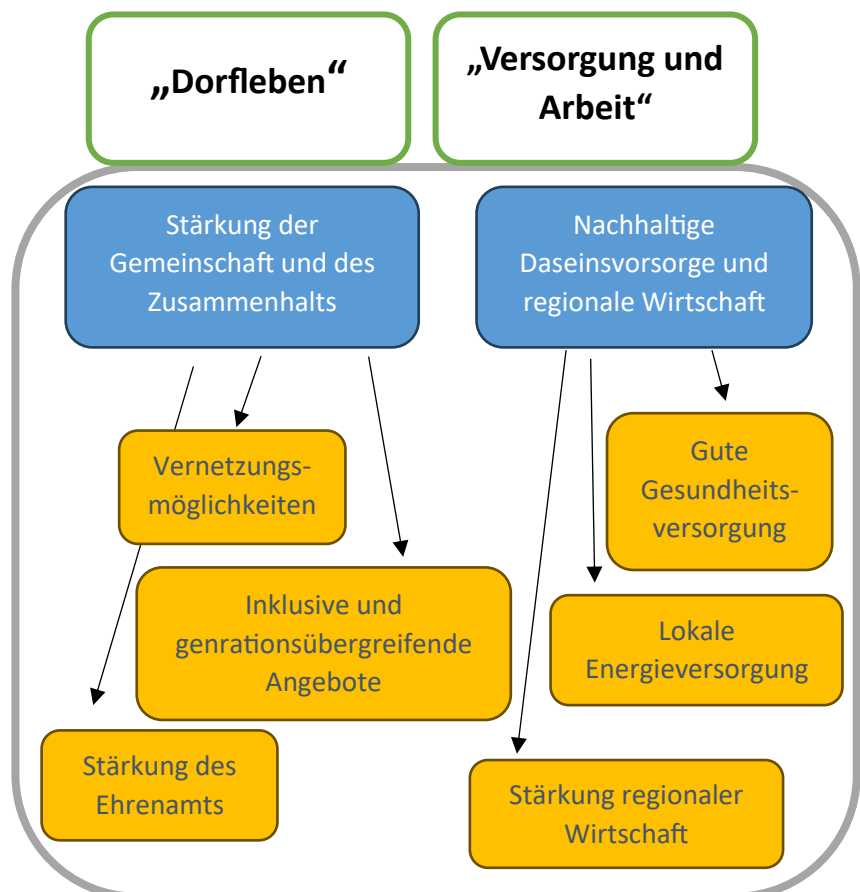 „Dorfleben“
„Versorgung und
Arbeit“
Stärkung der
Gemeinschaft und des
Zusammenhalts
Nachhaltige
Daseinsvorsorge und
regionale Wirtschaft
Vernetzungs-
möglichkeiten
Gute
Gesundheits-
versorgung
Inklusive und
genrationsübergreifende
Angebote
Lokale
Energieversorgung
Stärkung des
Ehrenamts
Stärkung regionaler
Wirtschaft